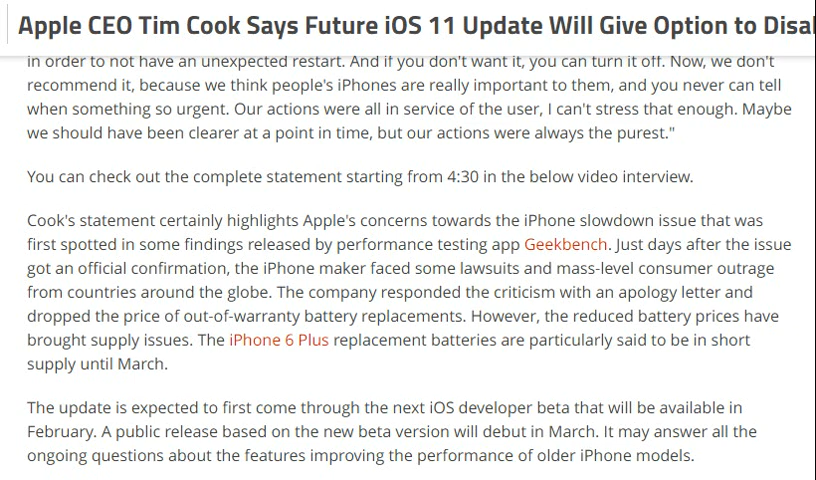 Apple CEO Tim Cook Says Future iOS 11 Update Will Give Option to Disa
in order to not have an unexpected restart. And if you don't want it, you can turn it off. Now, we don't
recommend it, because we think people's iPhones are really important to them, and you never can tell
when something so urgent. Our actions were all in service of the user, I can't stress that enough. Maybe
we should have been clearer at a point in time, but our actions were always the purest."
You can check out the complete statement starting from 4:30 in the below video interview.
Cook's statement certainly highlights Apple's concerns towards the iPhone slowdown issue that was
first spotted in some findings released by performance testing app Geekbench. Just days after the issue
got an official confirmation, the iPhone maker faced some lawsuits and mass-level consumer outrage
from countries around the globe. The company responded the criticism with an apology letter and
dropped the price of out-of-warranty battery replacements. However, the reduced battery prices have
brought supply issues. The iPhone 6 Plus replacement batteries are particularly said to be in short
supply until March.
The update is expected to first come through the next iOS developer beta that will be available in
February. A public release based on the new beta version will debut in March. It may answer all the
ongoing questions about the features improving the performance of older iPhone models.